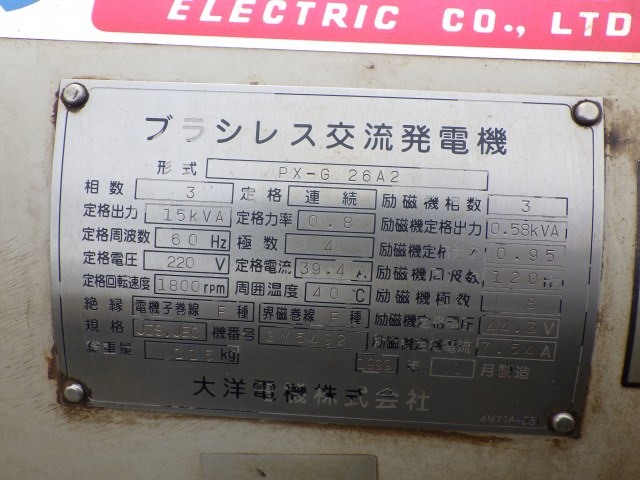 ELECTRIC CO., LTD
ブラシレス交流発電機
形式 PX-G 26A2
相数 3 定格 連続 励磁機相数 3
定格出力 15kVA 定格力率 0.8 励磁機定格出力 0.58kVA
定格周波数 60 Hz 極数 4 励磁機定格 0.95
定格電圧 220 V 定格電流 39.4 A 励磁機周波数 120Hz
定格回転速度 1800rpm 周囲温度 40℃ 励磁機極数 8
絶縁 電機子巻線 F 種 界磁巻線 F 種 励磁機定格電圧 44.3V
規格 JIS.JEC 機番号 励磁機定格電流 7.54A
総重量 115kg 年 月製造
大洋電機株式会社